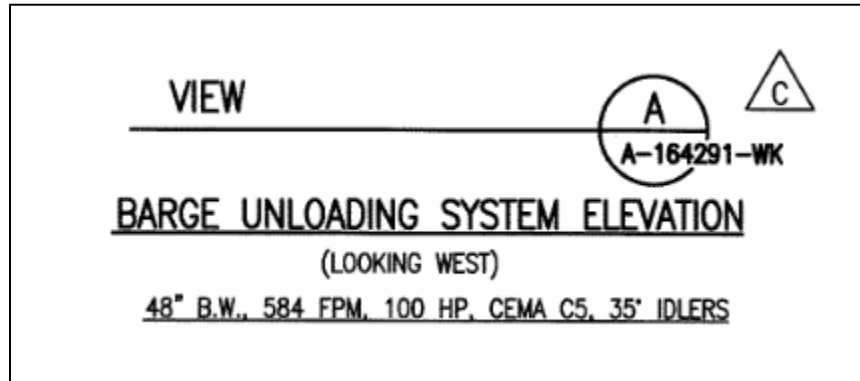 VIEW
A
C
A-164291-WK
BARGE UNLOADING SYSTEM ELEVATION
(LOOKING WEST)
48" B.W., 584 FPM, 100 HP, CEMA C5, 35° IDLERS